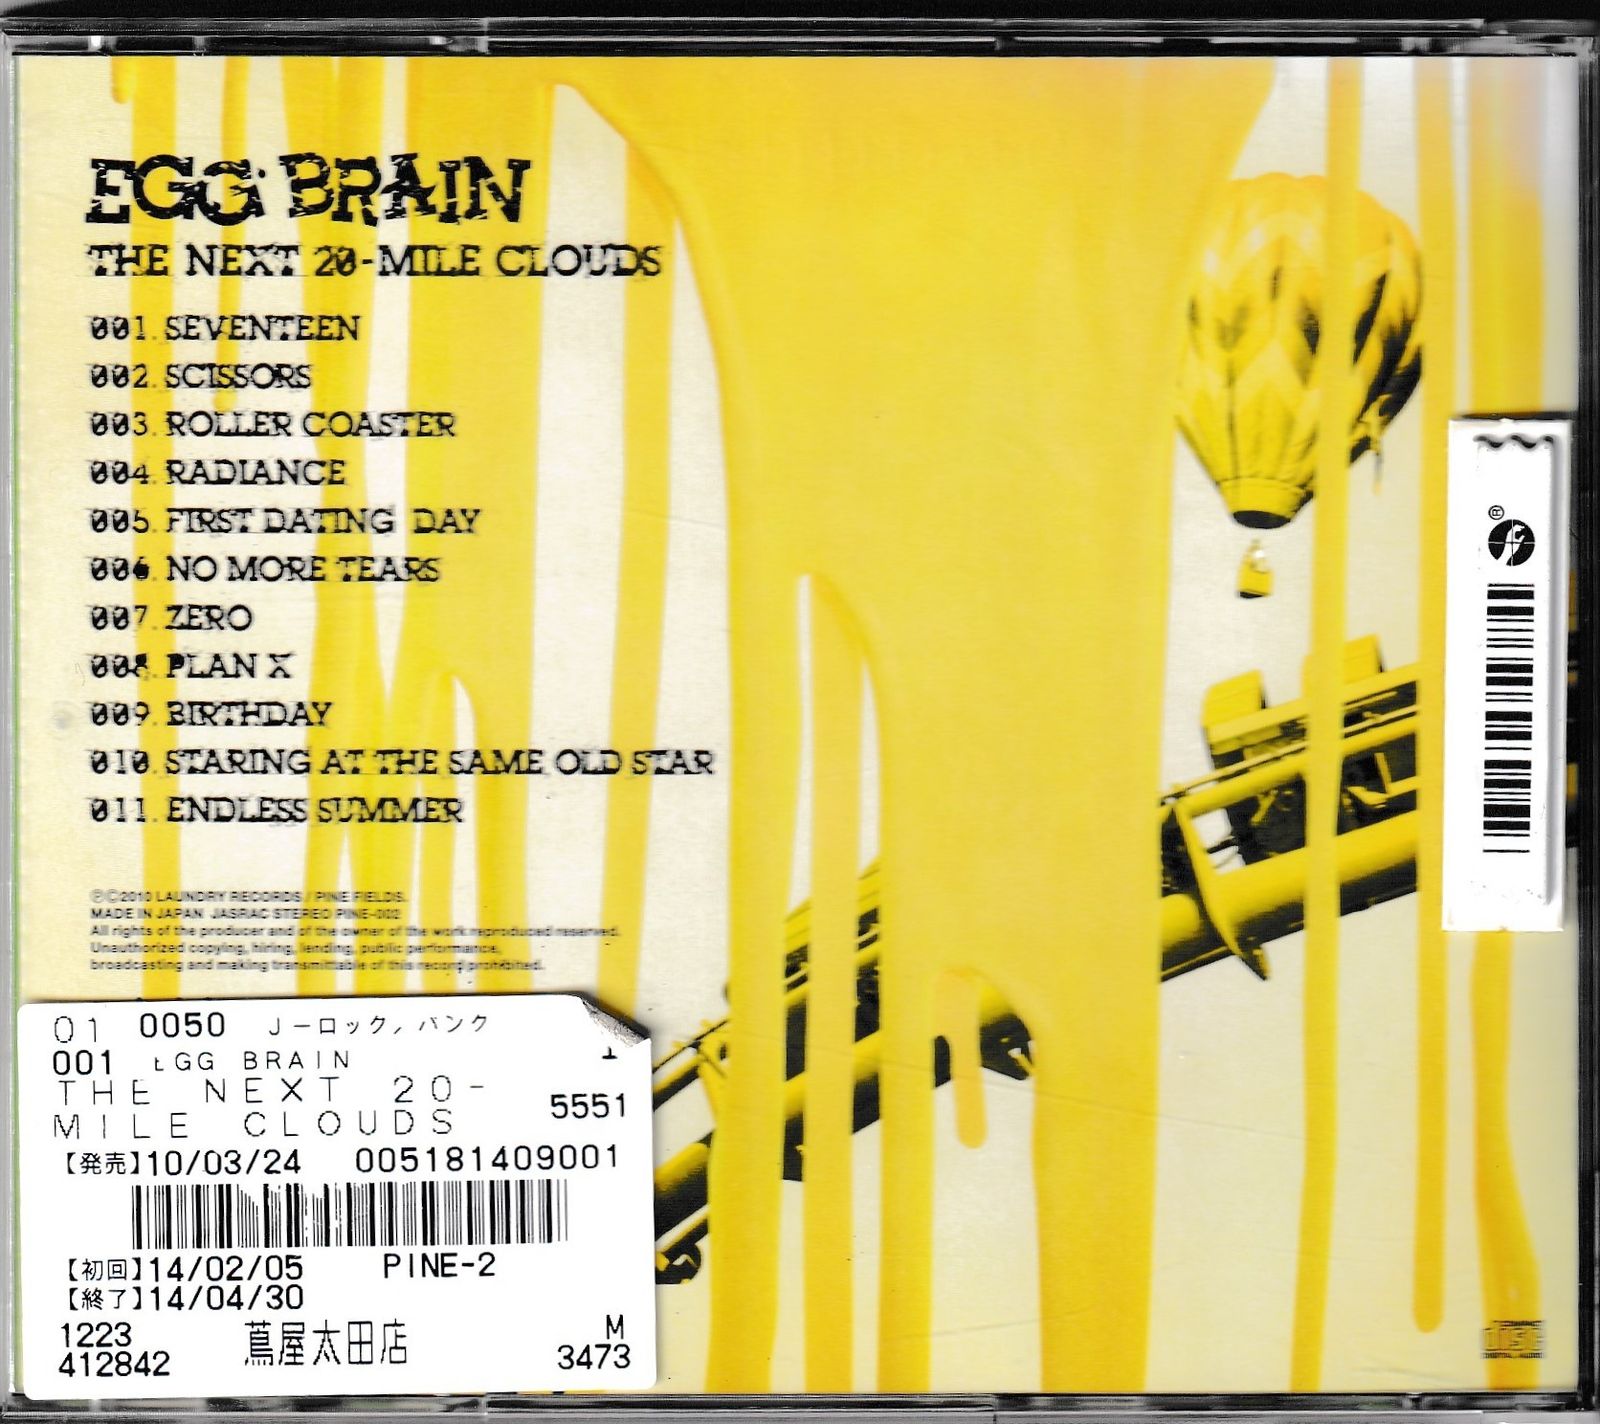 EGG BRAIN
THE NEXT 20-MILE CLOUDS
001. SEVENTEEN
002. SCISSORS
003. ROLLER COASTER
004. RADIANCE
005. FIRST DATING DAY
006. NO MORE TEARS
007. ZERO
008. PLAN X
009. BIRTHDAY
010. STARING AT THE SAME OLD STAR
011. ENDLESS SUMMER
℗©2010 LAUNDRY RECORDS / PINE FIELDS.
MADE IN JAPAN JASRAC STEREO PINE-002
All rights of the producer and of the owner of the work reproduced reserved.
Unauthorized copying, hiring, lending, public performance,
broadcasting and making transmittable of this record prohibited.
01 0050 J-ロック/パンク
001 EGG BRAIN 1
THE NEXT 20-
MILE CLOUDS 5551
【発売】10/03/24 005181409001
【初回】14/02/05 PINE-2
【終了】14/04/30
1223 蔦屋太田店 M
412842 3473
®
COMPACT
DISC
DIGITAL AUDIO